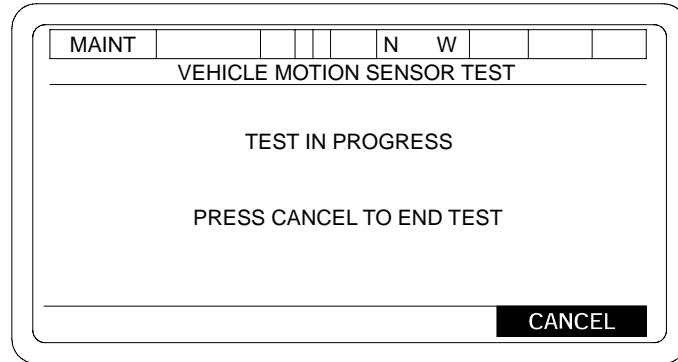 MAINT N W
VEHICLE MOTION SENSOR TEST
TEST IN PROGRESS
PRESS CANCEL TO END TEST
CANCEL